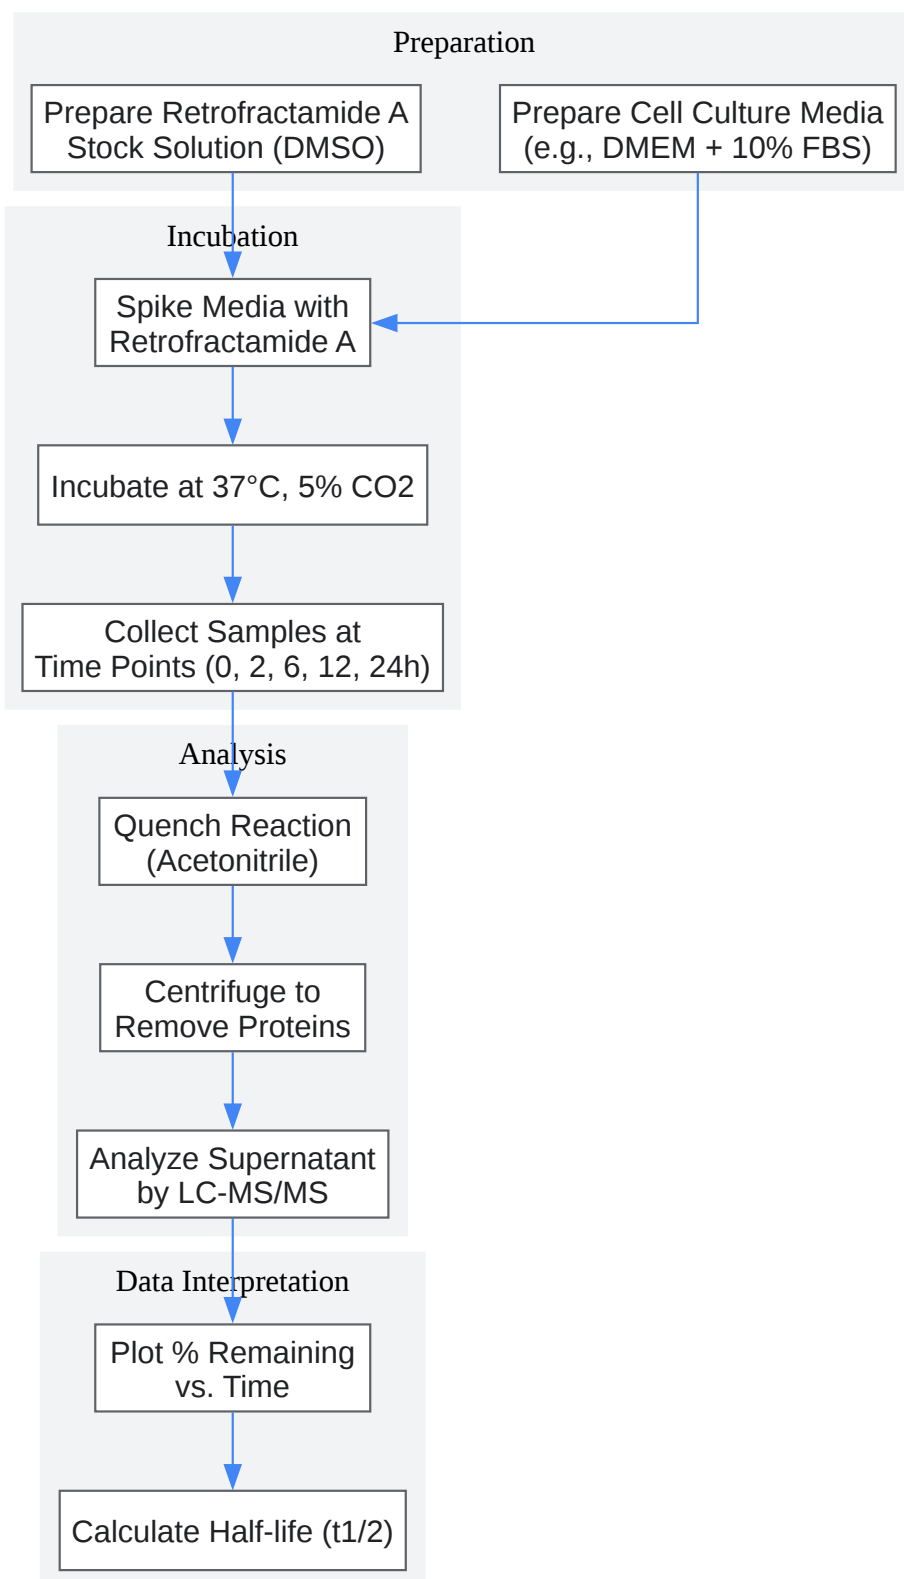 Preparation
Prepare Retrofractamide A
Stock Solution (DMSO)
Prepare Cell Culture Media
(e.g., DMEM + 10% FBS)
Incubation
Spike Media with
Retrofractamide A
Incubate at 37°C, 5% CO2
Collect Samples at
Time Points (0, 2, 6, 12, 24h)
Analysis
Quench Reaction
(Acetonitrile)
Centrifuge to
Remove Proteins
Analyze Supernatant
by LC-MS/MS
Data Interpretation
Plot % Remaining
vs. Time
Calculate Half-life (t1/2)